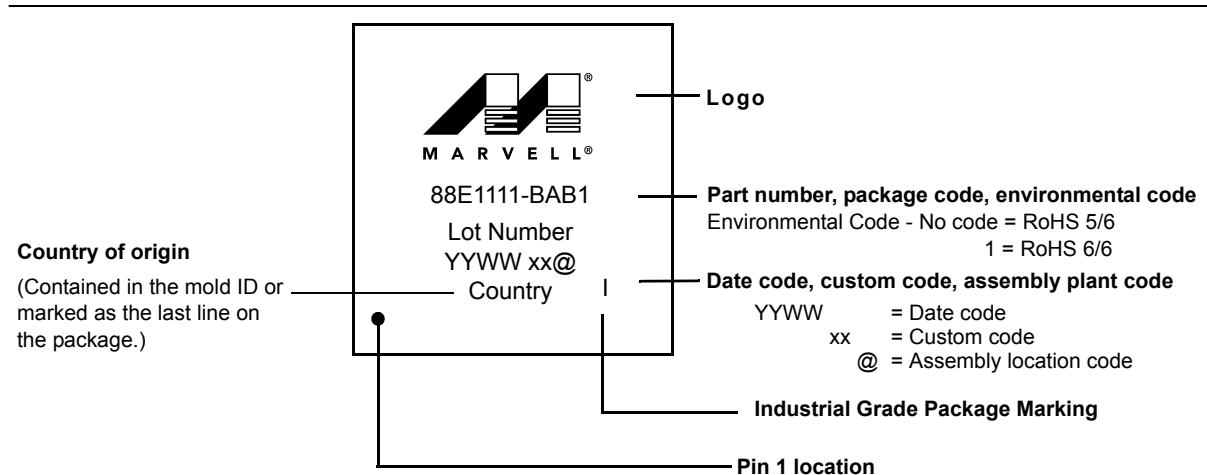 ®
MARVELL®
88E1111-BAB1
Lot Number
YYWW xx@
Country I
Logo
Part number, package code, environmental code
Environmental Code - No code = RoHS 5/6
1 = RoHS 6/6
Date code, custom code, assembly plant code
YYWW = Date code
xx = Custom code
@ = Assembly location code
Industrial Grade Package Marking
Pin 1 location
Country of origin
(Contained in the mold ID or
marked as the last line on
the package.)